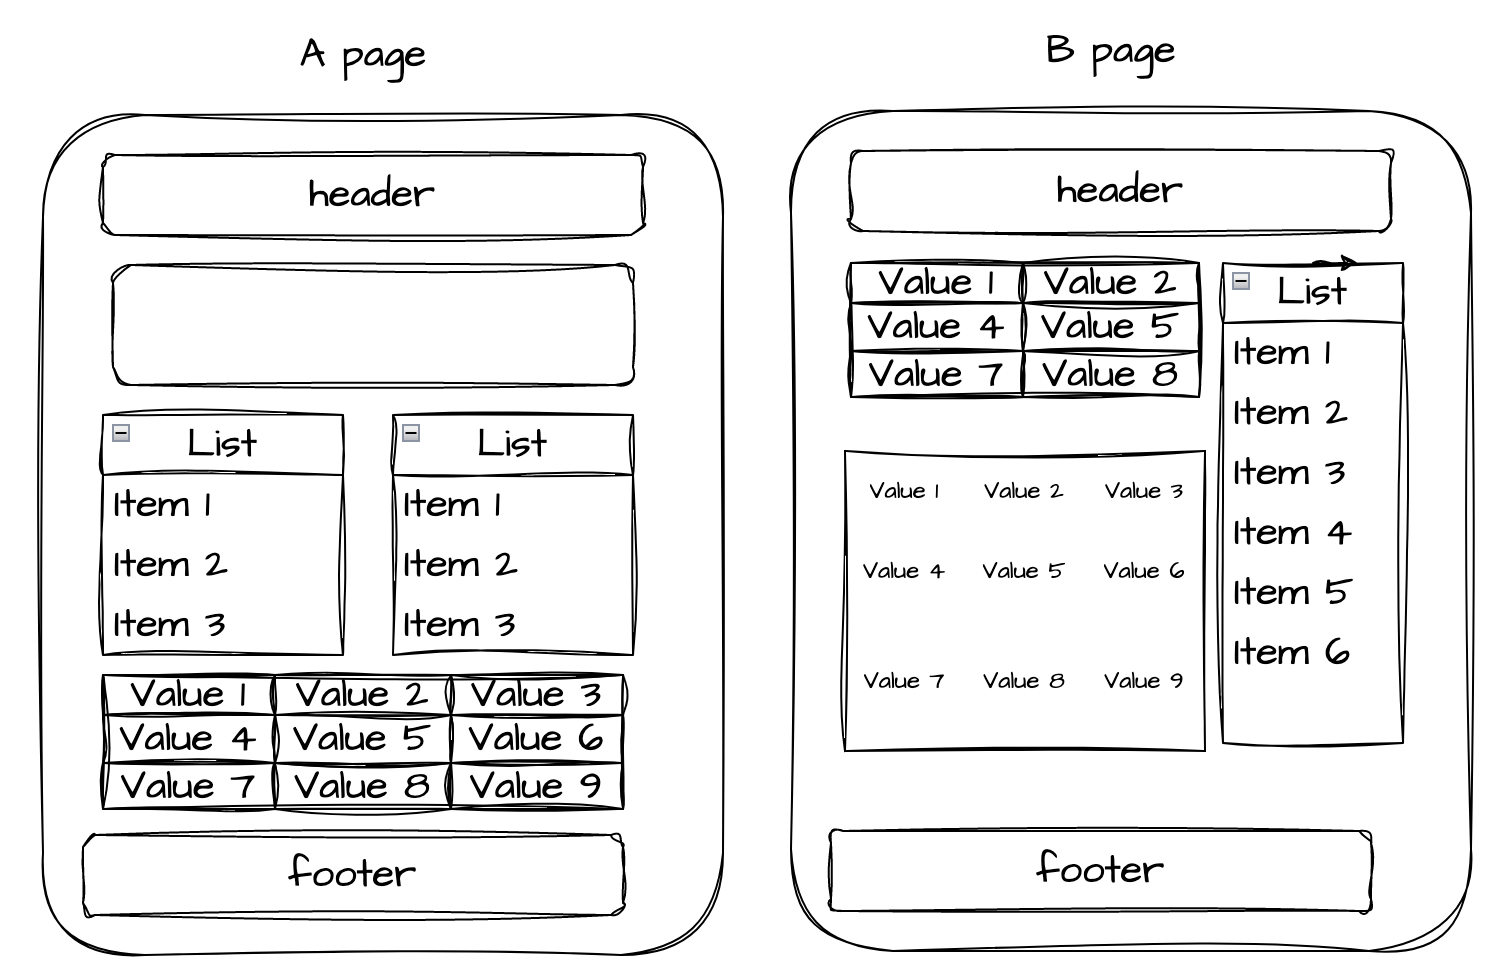 A page
header
List
Item 1
Item 2
Item 3
List
Item 1
Item 2
Item 3
Value 1 Value 2 Value 3
Value 4 Value 5 Value 6
Value 7 Value 8 Value 9
footer
B page
header
Value 1 Value 2
Value 4 Value 5
Value 7 Value 8
Value 1 Value 2 Value 3
Value 4 Value 5 Value 6
Value 7 Value 8 Value 9
List
Item 1
Item 2
Item 3
Item 4
Item 5
Item 6
footer